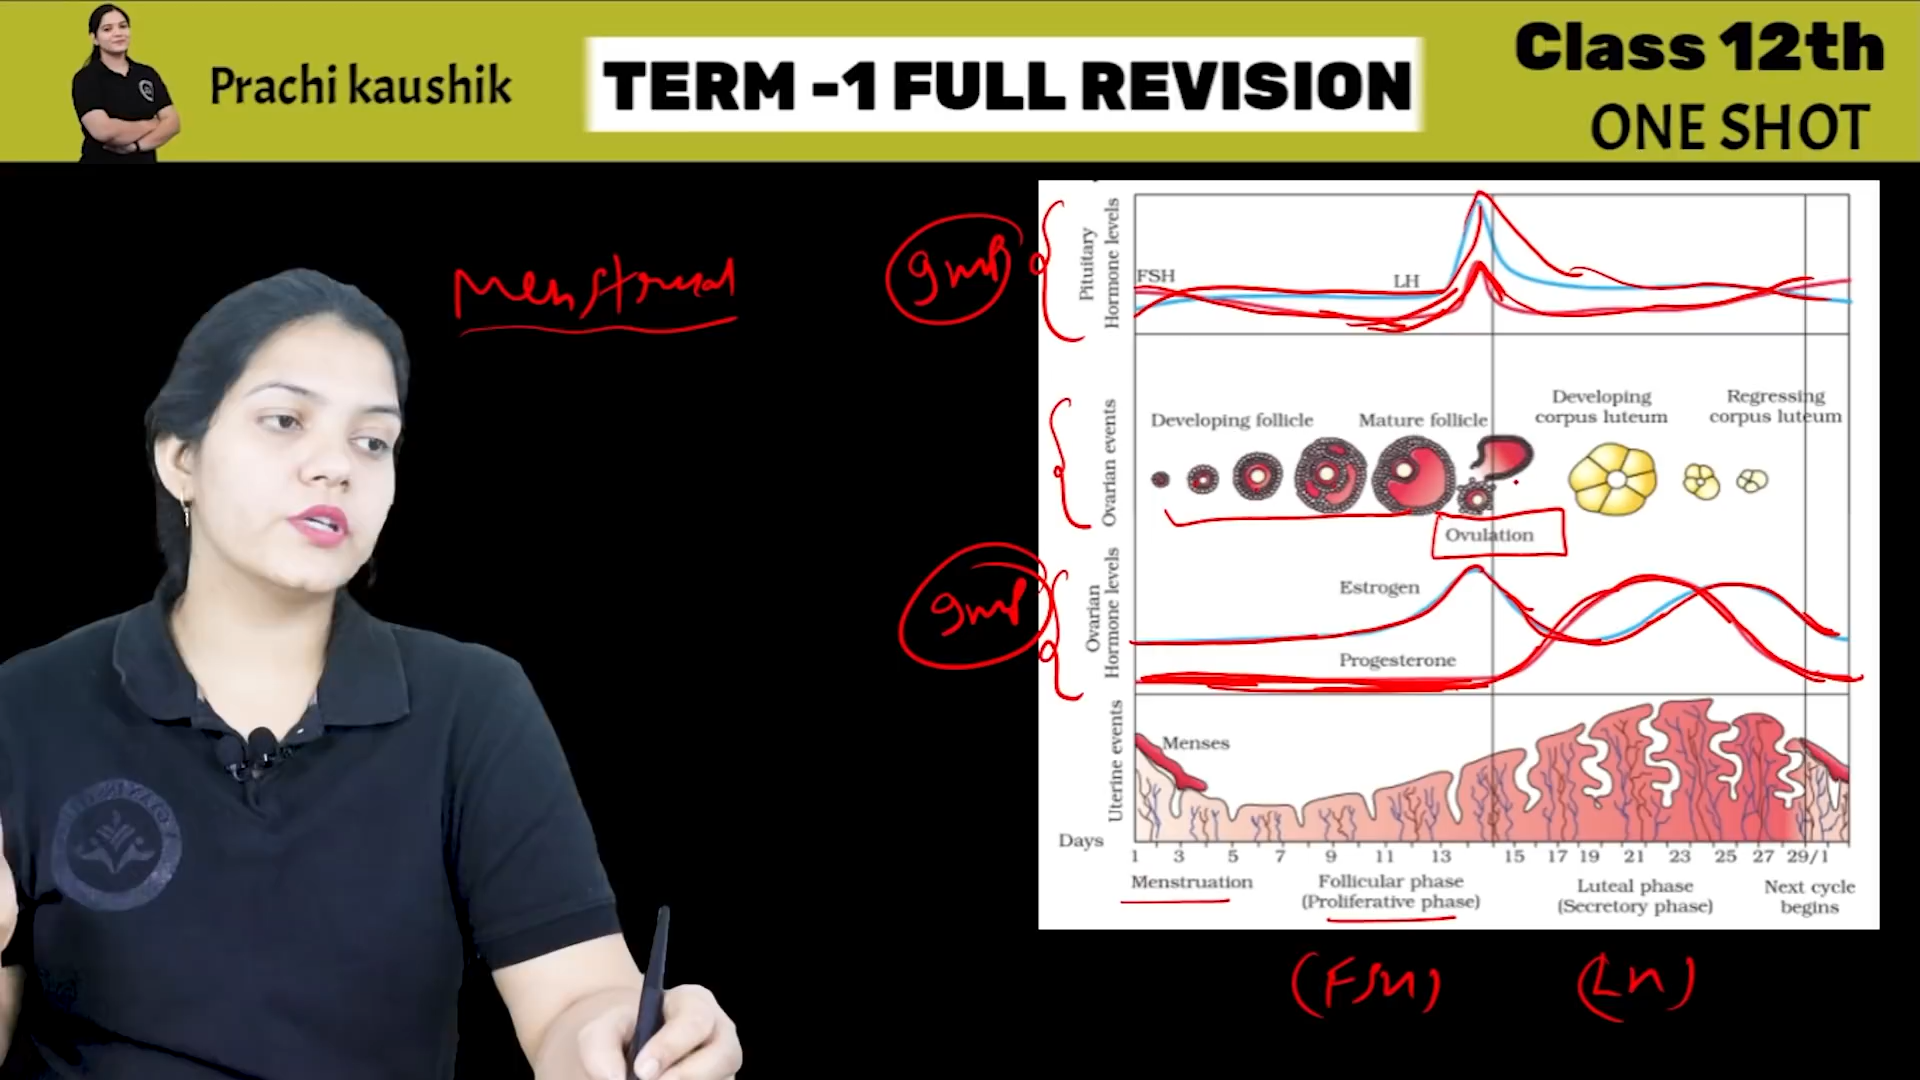 Prachi kaushik
TERM -1 FULL REVISION
Class 12th
ONE SHOT
Menstrual
gmp
Pituitary
Hormone levels
FSH
LH
Ovarian events
Developing follicle
Mature follicle
Developing
corpus luteum
Regressing
corpus luteum
Ovulation
gmp
Ovarian
Hormone levels
Estrogen
Progesterone
Uterine events
Menses
Days
1 3 5 7 9 11 13 15 17 19 21 23 25 27 29/1
Menstruation
Follicular phase
(Proliferative phase)
Luteal phase
(Secretory phase)
Next cycle
begins
(FSH)
(LH)